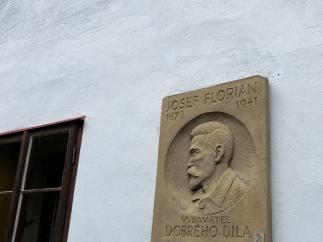 JOSEF FLORIAN
1873 1941
VYDAVATEL
DOBRÉHO DÍLA